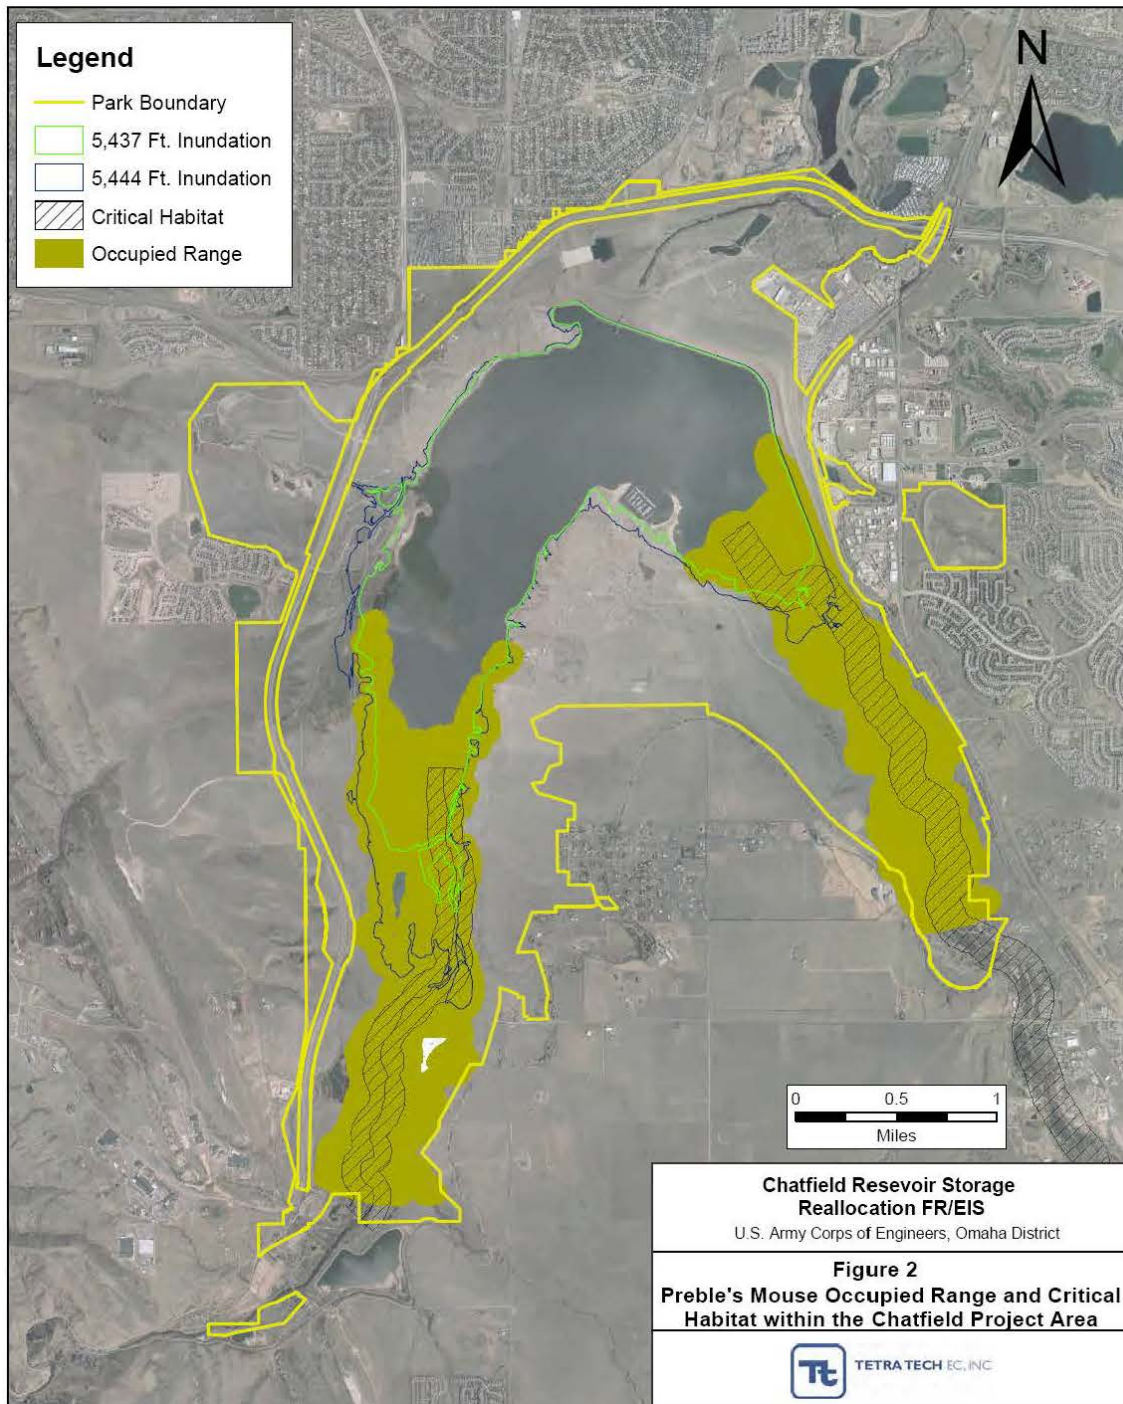 Legend
Park Boundary
5,437 Ft. Inundation
5,444 Ft. Inundation
Critical Habitat
Occupied Range
N
0 0.5 1
Miles
Chatfield Resevoir Storage
Reallocation FR/EIS
U.S. Army Corps of Engineers, Omaha District
Figure 2
Preble's Mouse Occupied Range and Critical
Habitat within the Chatfield Project Area
Tt TETRA TECH EC, INC